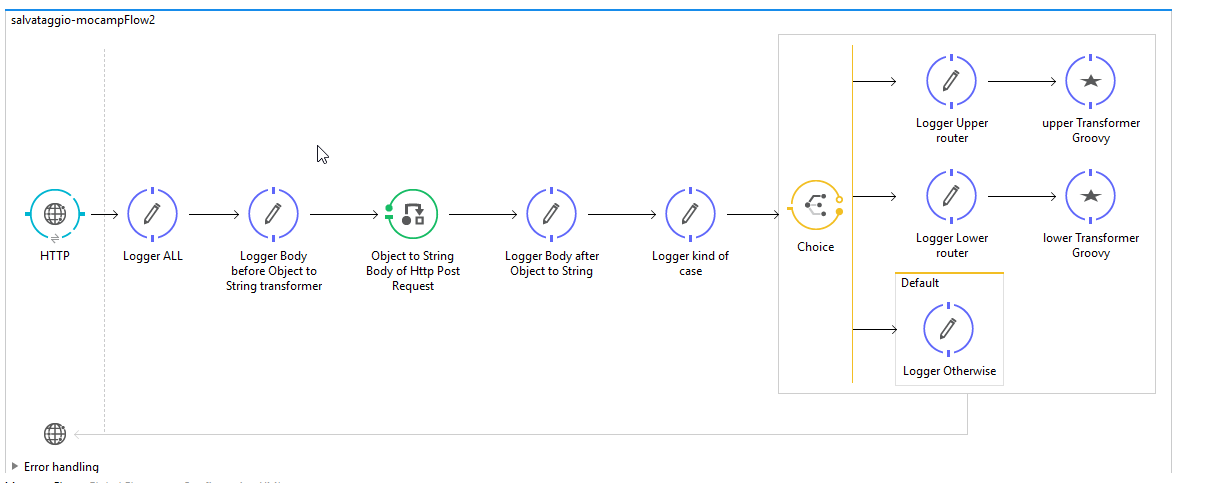 salvataggio-mocampFlow2
HTTP
Logger ALL
Logger Body
before Object to
String transformer
Object to String
Body of Http Post
Request
Logger Body after
Object to String
Logger kind of
case
Choice
Logger Upper
router
upper Transformer
Groovy
Logger Lower
router
lower Transformer
Groovy
Default
Logger Otherwise
Error handling